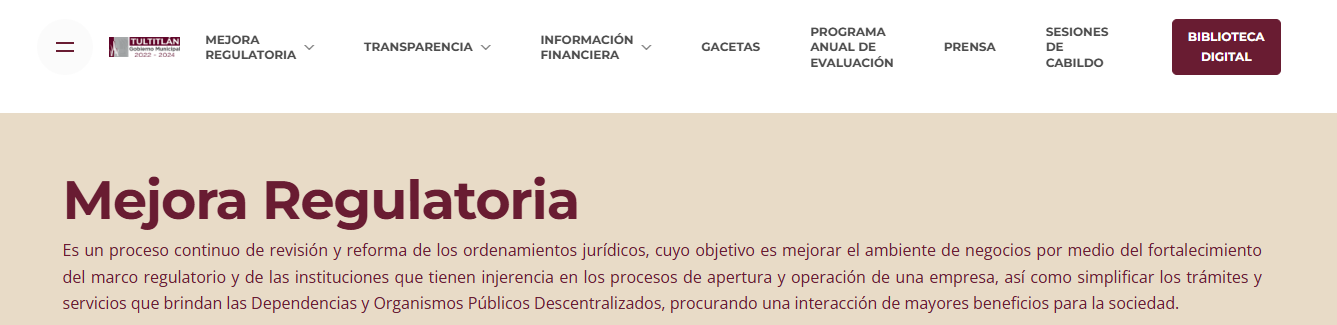 TULTITLÁN
Gobierno Municipal
2022 - 2024
MEJORA
REGULATORIA
TRANSPARENCIA
INFORMACIÓN
FINANCIERA
GACETAS
PROGRAMA
ANUAL DE
EVALUACIÓN
PRENSA
SESIONES
DE
CABILDO
BIBLIOTECA
DIGITAL
Mejora Regulatoria
Es un proceso continuo de revisión y reforma de los ordenamientos jurídicos, cuyo objetivo es mejorar el ambiente de negocios por medio del fortalecimiento
del marco regulatorio y de las instituciones que tienen injerencia en los procesos de apertura y operación de una empresa, así como simplificar los trámites y
servicios que brindan las Dependencias y Organismos Públicos Descentralizados, procurando una interacción de mayores beneficios para la sociedad.